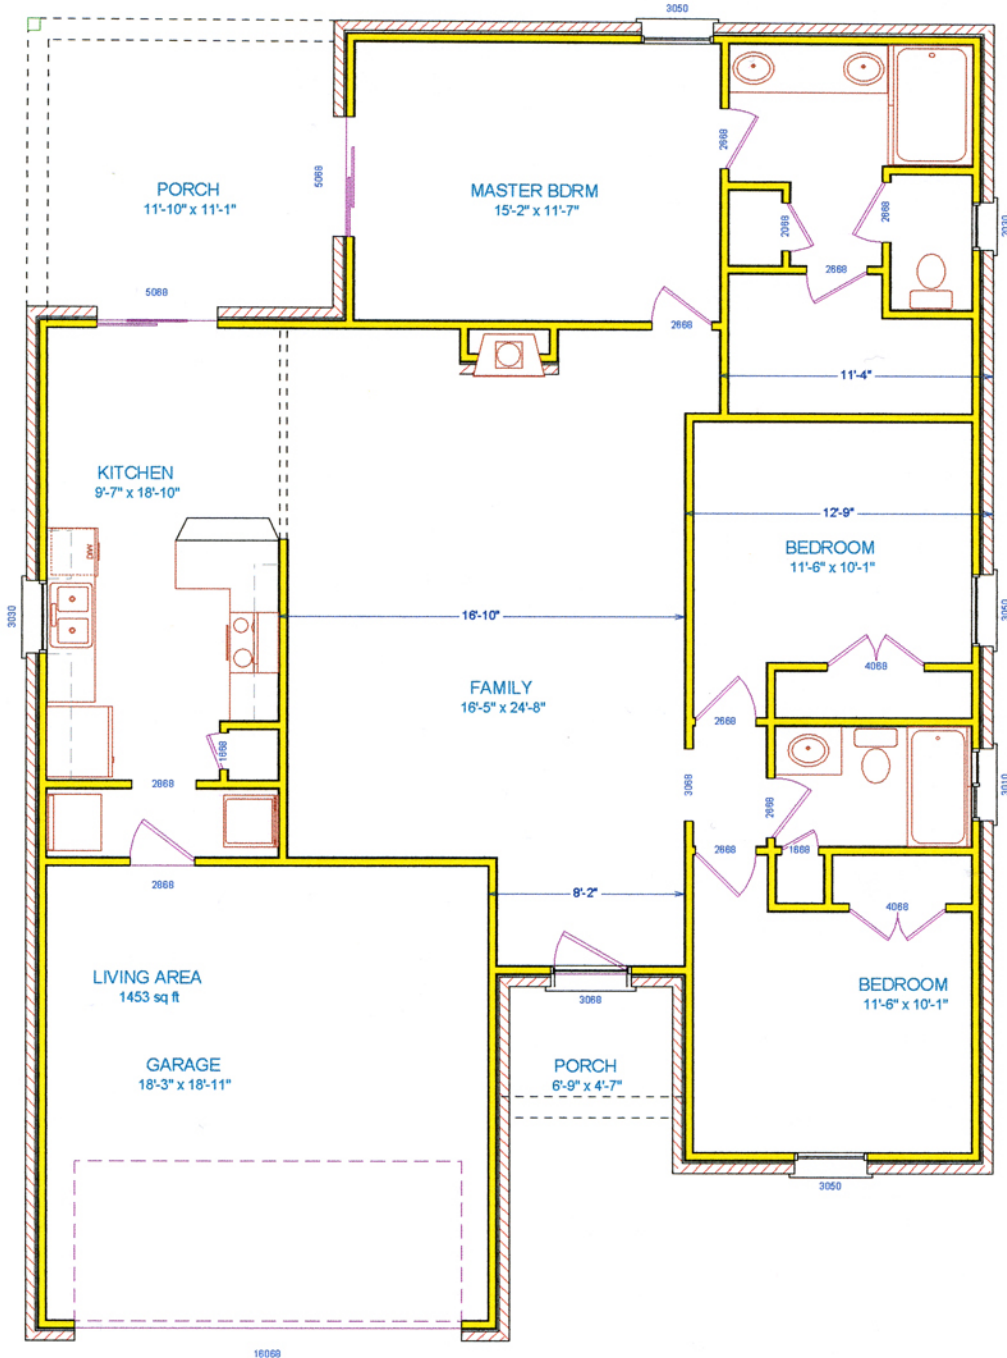 3050
PORCH
11'-10" x 11'-1"
5068
MASTER BDRM
15'-2" x 11'-7"
2668
2068
2668
2668
2030
5068
2668
11'-4"
KITCHEN
9'-7" x 18'-10"
DW
12'-9"
BEDROOM
11'-6" x 10'-1"
3030
16'-10"
3050
4068
FAMILY
16'-5" x 24'-8"
2668
1668
2868
3068
2668
3010
2868
2668
1668
8'-2"
4068
LIVING AREA
1453 sq ft
3068
BEDROOM
11'-6" x 10'-1"
GARAGE
18'-3" x 18'-11"
PORCH
6'-9" x 4'-7"
3050
16068